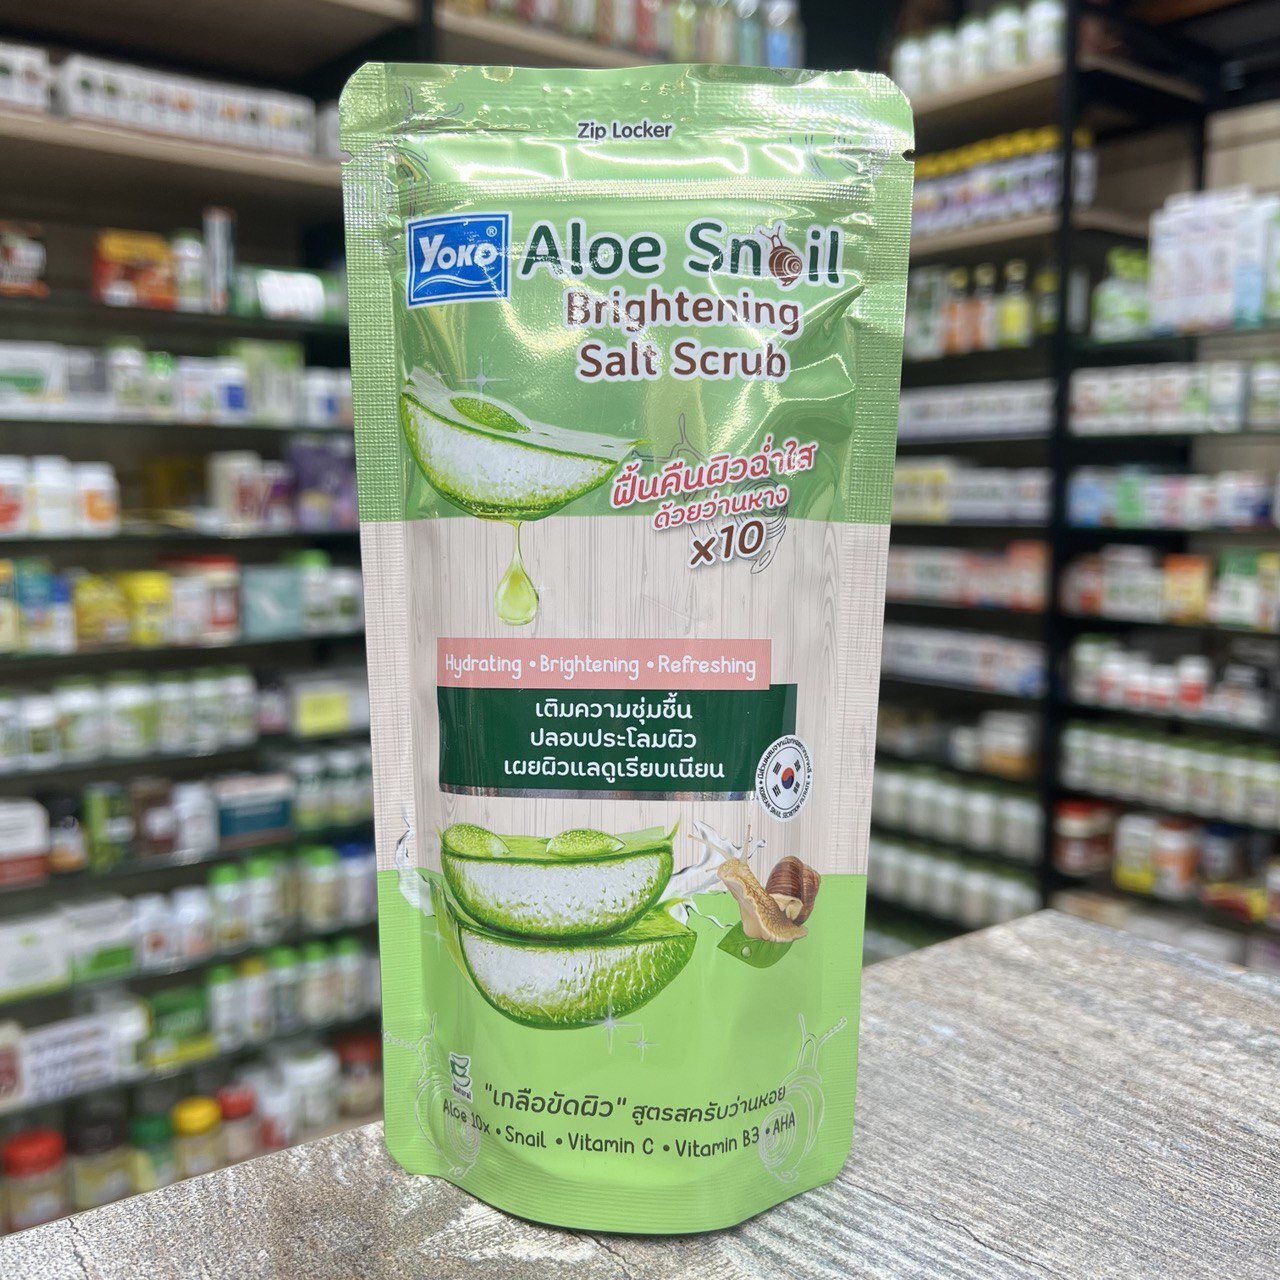 Zip Locker
YOKO®
Aloe Snail
Brightening
Salt Scrub
ฟื้นคืนผิวฉ่ำใส
ด้วยว่านหาง
x10
Hydrating • Brightening • Refreshing
เติมความชุ่มชื้น
ปลอบประโลมผิว
เผยผิวแลดูเรียบเนียน
KOREAN SNAIL SECRETION FILTRATE
Natural
"เกลือขัดผิว" สูตรสครับว่านหอย
Aloe 10x • Snail • Vitamin C • Vitamin B3 • AHA